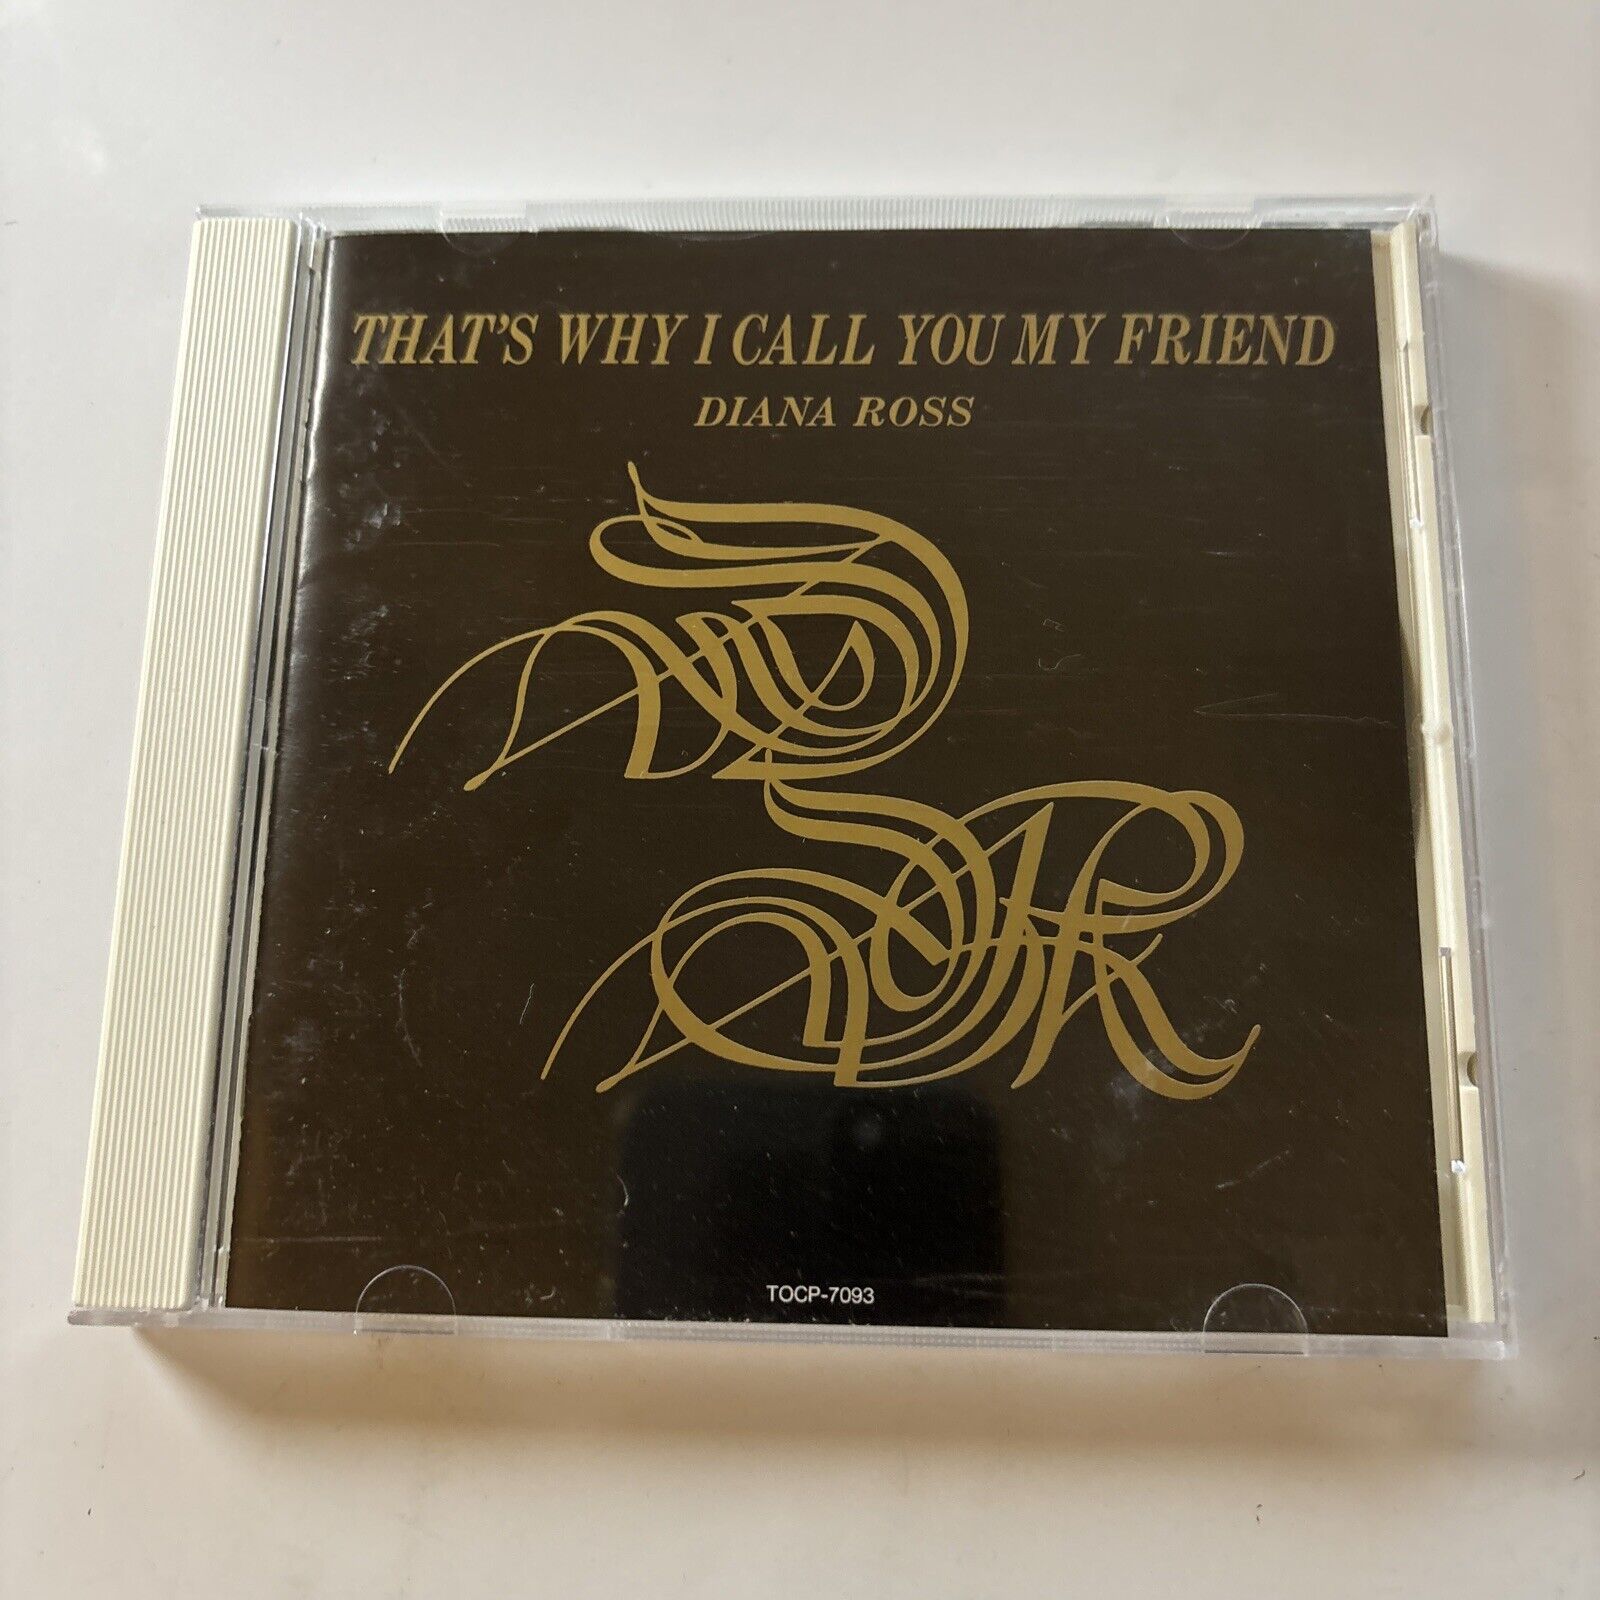 THAT'S WHY I CALL YOU MY FRIEND
DIANA ROSS
TOCP-7093